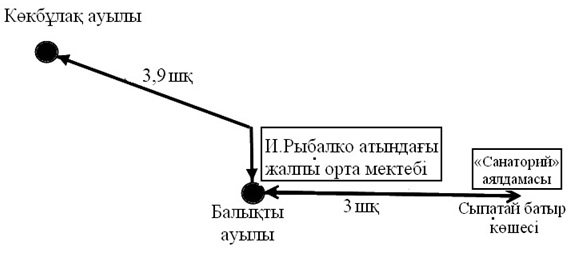 Көкбұлақ ауылы
3,9 шқ
И.Рыбалко атындағы
жалпы орта мектебі
«Санаторий»
аялдамасы
Балықты
ауылы
3 шқ
Сыпатай батыр
көшесі